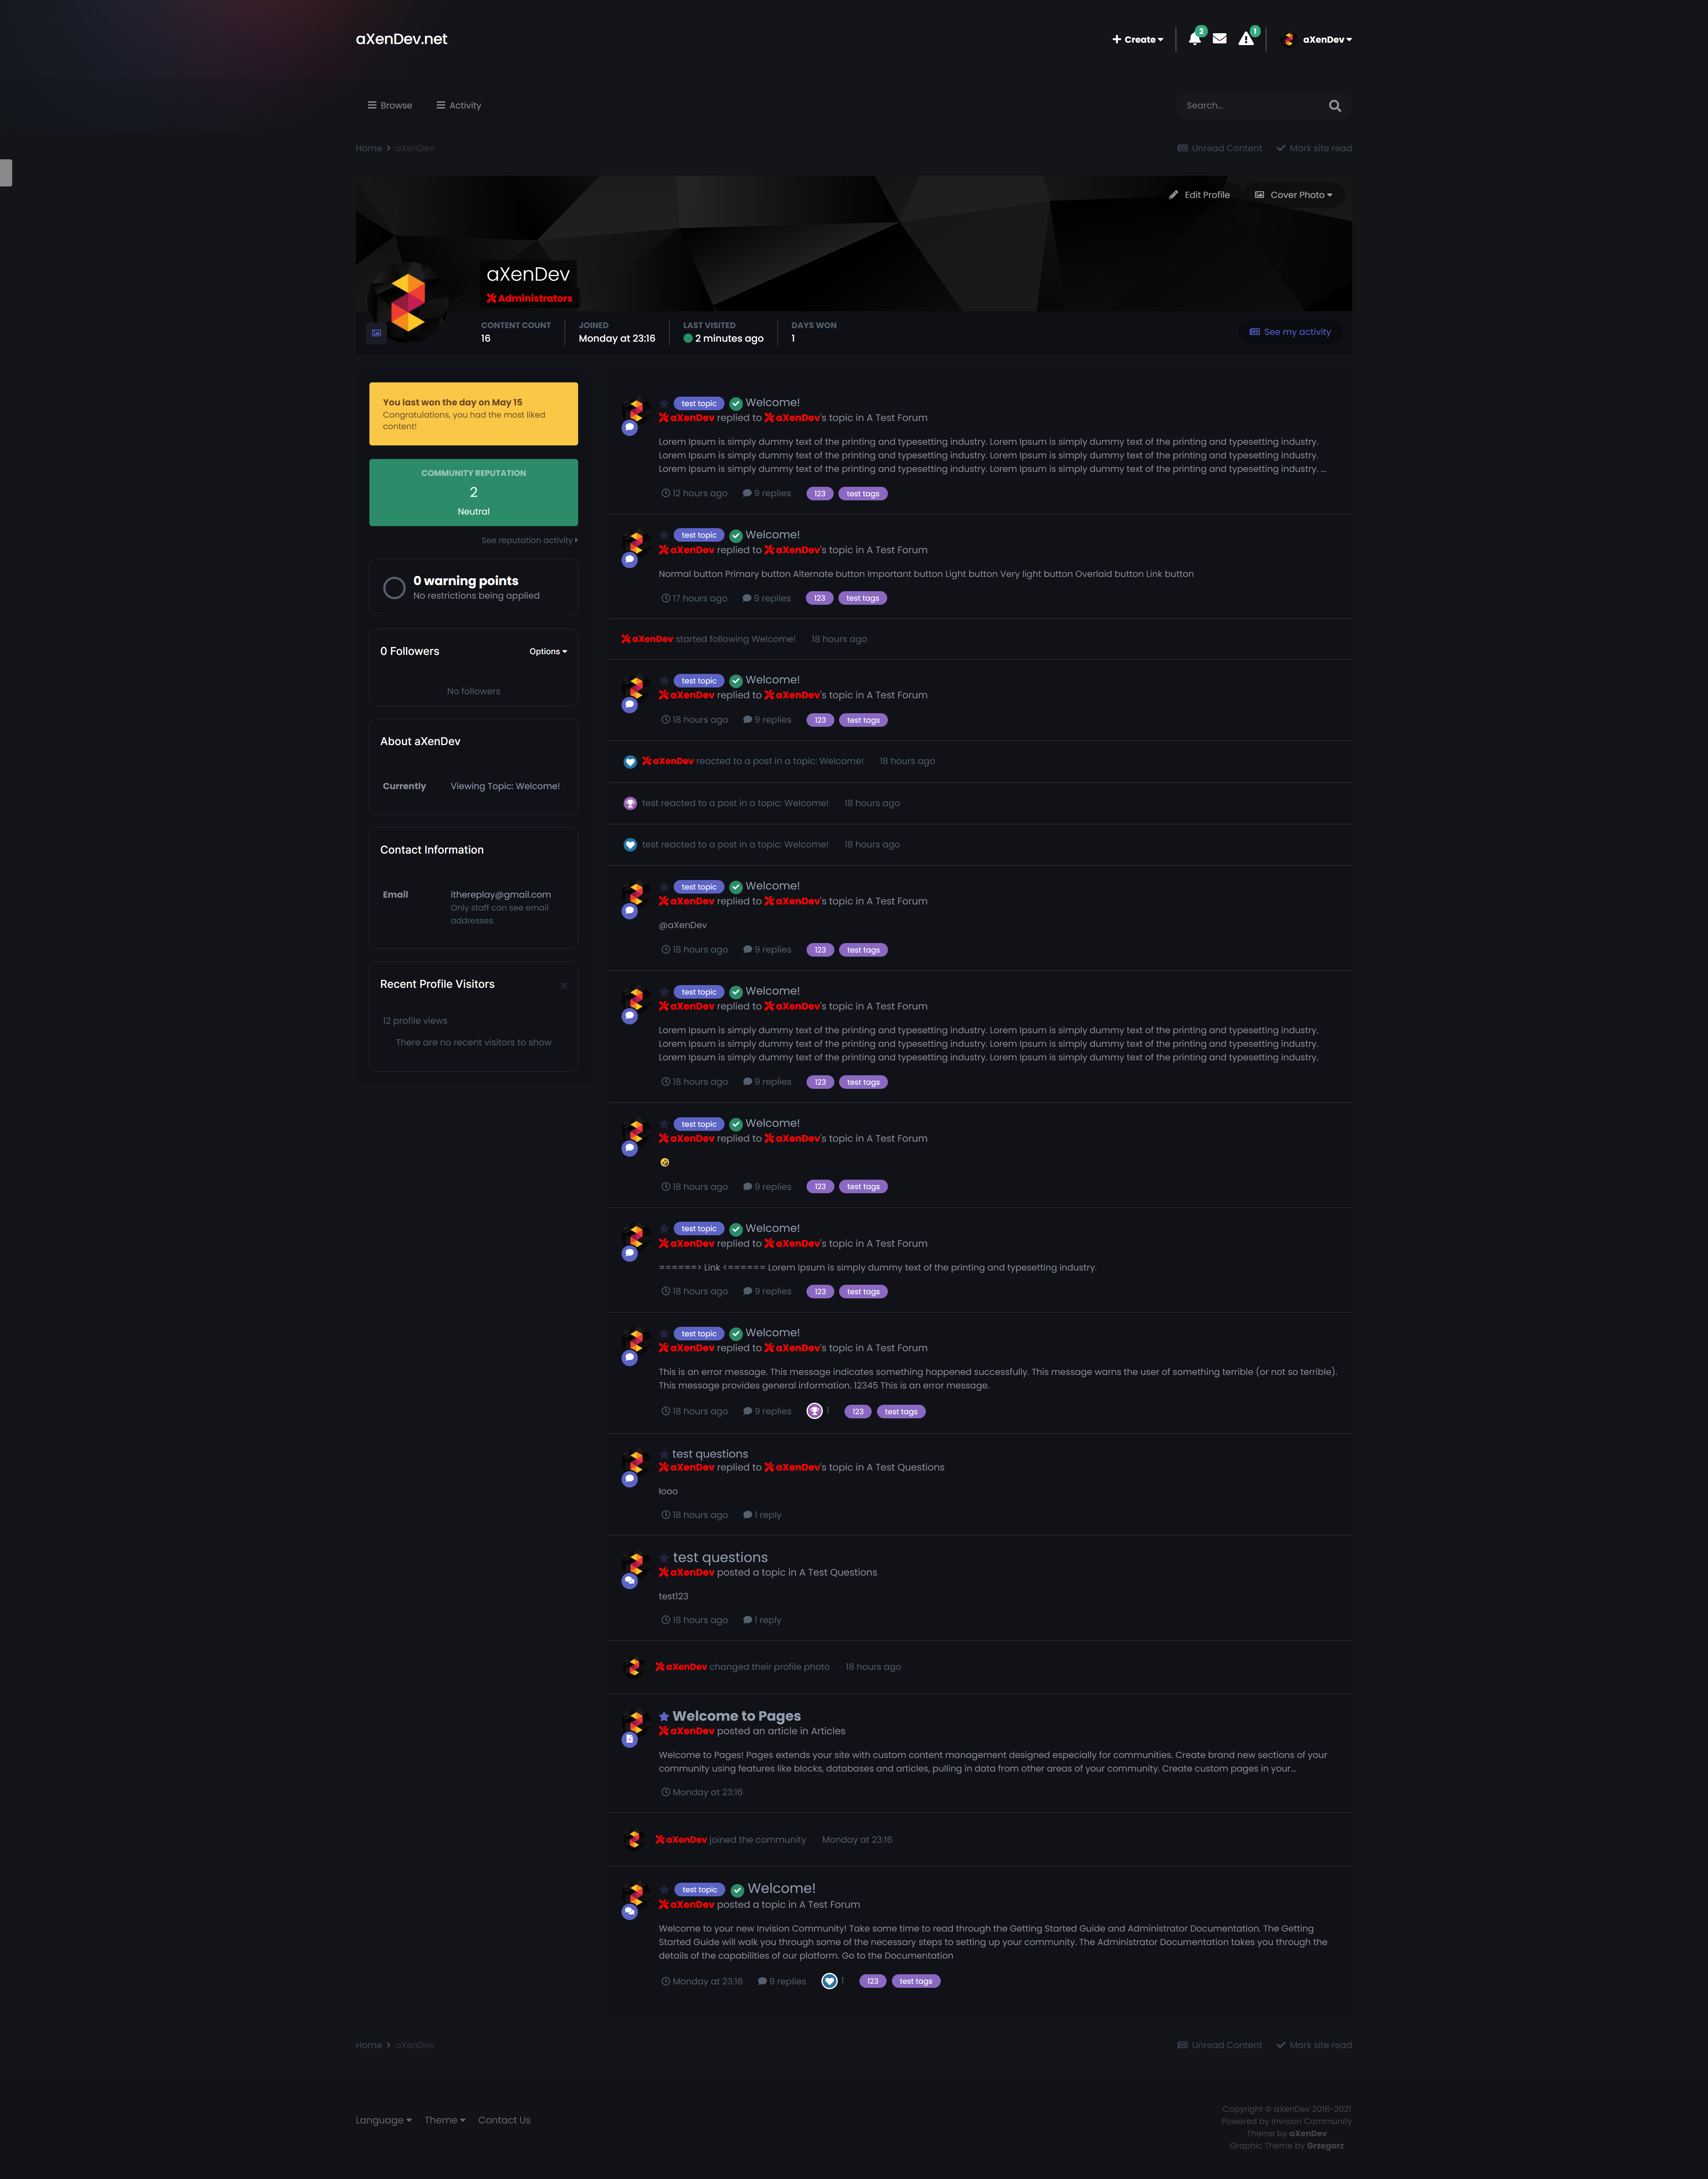 aXenDev.net
Create
2
1
aXenDev
Browse
Activity
Search...
Home
aXenDev
Unread Content
Mark site read
Edit Profile
Cover Photo
aXenDev
Administrators
CONTENT COUNT
16
JOINED
Monday at 23:16
LAST VISITED
2 minutes ago
DAYS WON
1
See my activity
You last won the day on May 15
Congratulations, you had the most liked
content!
COMMUNITY REPUTATION
2
Neutral
See reputation activity
0 warning points
No restrictions being applied
0 Followers
Options
No followers
About aXenDev
Currently
Viewing Topic: Welcome!
Contact Information
Email
ithereplay@gmail.com
Only staff can see email
addresses.
Recent Profile Visitors
12 profile views
There are no recent visitors to show
test topic Welcome!
aXenDev replied to aXenDev's topic in A Test Forum
Lorem Ipsum is simply dummy text of the printing and typesetting industry. Lorem Ipsum is simply dummy text of the printing and typesetting industry.
Lorem Ipsum is simply dummy text of the printing and typesetting industry. Lorem Ipsum is simply dummy text of the printing and typesetting industry.
Lorem Ipsum is simply dummy text of the printing and typesetting industry. Lorem Ipsum is simply dummy text of the printing and typesetting industry. ...
12 hours ago 9 replies 123 test tags
test topic Welcome!
aXenDev replied to aXenDev's topic in A Test Forum
Normal button Primary button Alternate button Important button Light button Very light button Overlaid button Link button
17 hours ago 9 replies 123 test tags
aXenDev started following Welcome! 18 hours ago
test topic Welcome!
aXenDev replied to aXenDev's topic in A Test Forum
18 hours ago 9 replies 123 test tags
aXenDev reacted to a post in a topic: Welcome! 18 hours ago
test reacted to a post in a topic: Welcome! 18 hours ago
test reacted to a post in a topic: Welcome! 18 hours ago
test topic Welcome!
aXenDev replied to aXenDev's topic in A Test Forum
@aXenDev
18 hours ago 9 replies 123 test tags
test topic Welcome!
aXenDev replied to aXenDev's topic in A Test Forum
Lorem Ipsum is simply dummy text of the printing and typesetting industry. Lorem Ipsum is simply dummy text of the printing and typesetting industry.
Lorem Ipsum is simply dummy text of the printing and typesetting industry. Lorem Ipsum is simply dummy text of the printing and typesetting industry.
Lorem Ipsum is simply dummy text of the printing and typesetting industry. Lorem Ipsum is simply dummy text of the printing and typesetting industry.
18 hours ago 9 replies 123 test tags
test topic Welcome!
aXenDev replied to aXenDev's topic in A Test Forum
🤣
18 hours ago 9 replies 123 test tags
test topic Welcome!
aXenDev replied to aXenDev's topic in A Test Forum
======> Link <====== Lorem Ipsum is simply dummy text of the printing and typesetting industry.
18 hours ago 9 replies 123 test tags
test topic Welcome!
aXenDev replied to aXenDev's topic in A Test Forum
This is an error message. This message indicates something happened successfully. This message warns the user of something terrible (or not so terrible).
This message provides general information. 12345 This is an error message.
18 hours ago 9 replies 1 123 test tags
test questions
aXenDev replied to aXenDev's topic in A Test Questions
łooo
18 hours ago 1 reply
test questions
aXenDev posted a topic in A Test Questions
test123
18 hours ago 1 reply
aXenDev changed their profile photo 18 hours ago
Welcome to Pages
aXenDev posted an article in Articles
Welcome to Pages! Pages extends your site with custom content management designed especially for communities. Create brand new sections of your
community using features like blocks, databases and articles, pulling in data from other areas of your community. Create custom pages in your...
Monday at 23:16
aXenDev joined the community Monday at 23:16
test topic Welcome!
aXenDev posted a topic in A Test Forum
Welcome to your new Invision Community! Take some time to read through the Getting Started Guide and Administrator Documentation. The Getting
Started Guide will walk you through some of the necessary steps to setting up your community. The Administrator Documentation takes you through the
details of the capabilities of our platform. Go to the Documentation
Monday at 23:16 9 replies 1 123 test tags
Home
aXenDev
Unread Content
Mark site read
Language
Theme
Contact Us
Copyright © aXenDev 2018-2021
Powered by Invision Community
Theme by aXenDev
Graphic Theme by Grzegorz